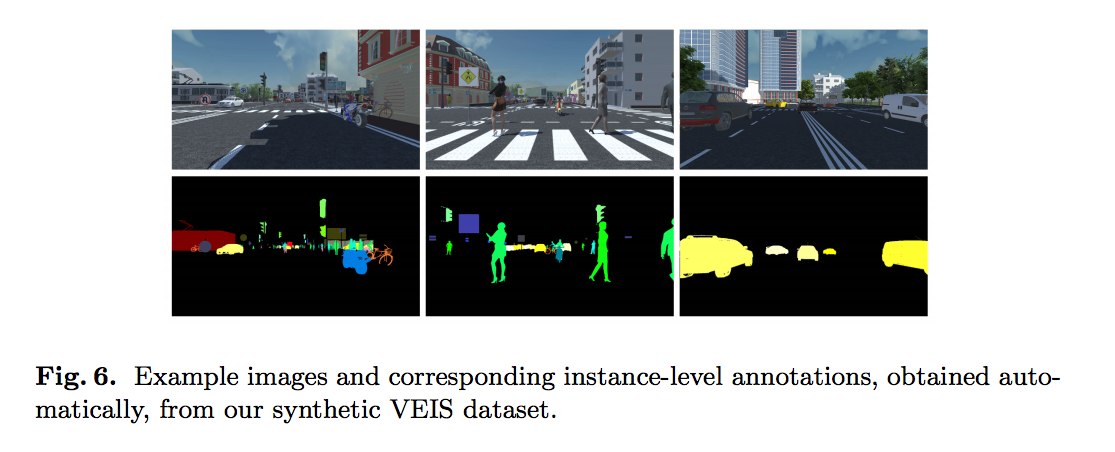 Fig. 6. Example images and corresponding instance-level annotations, obtained auto-
matically, from our synthetic VEIS dataset.